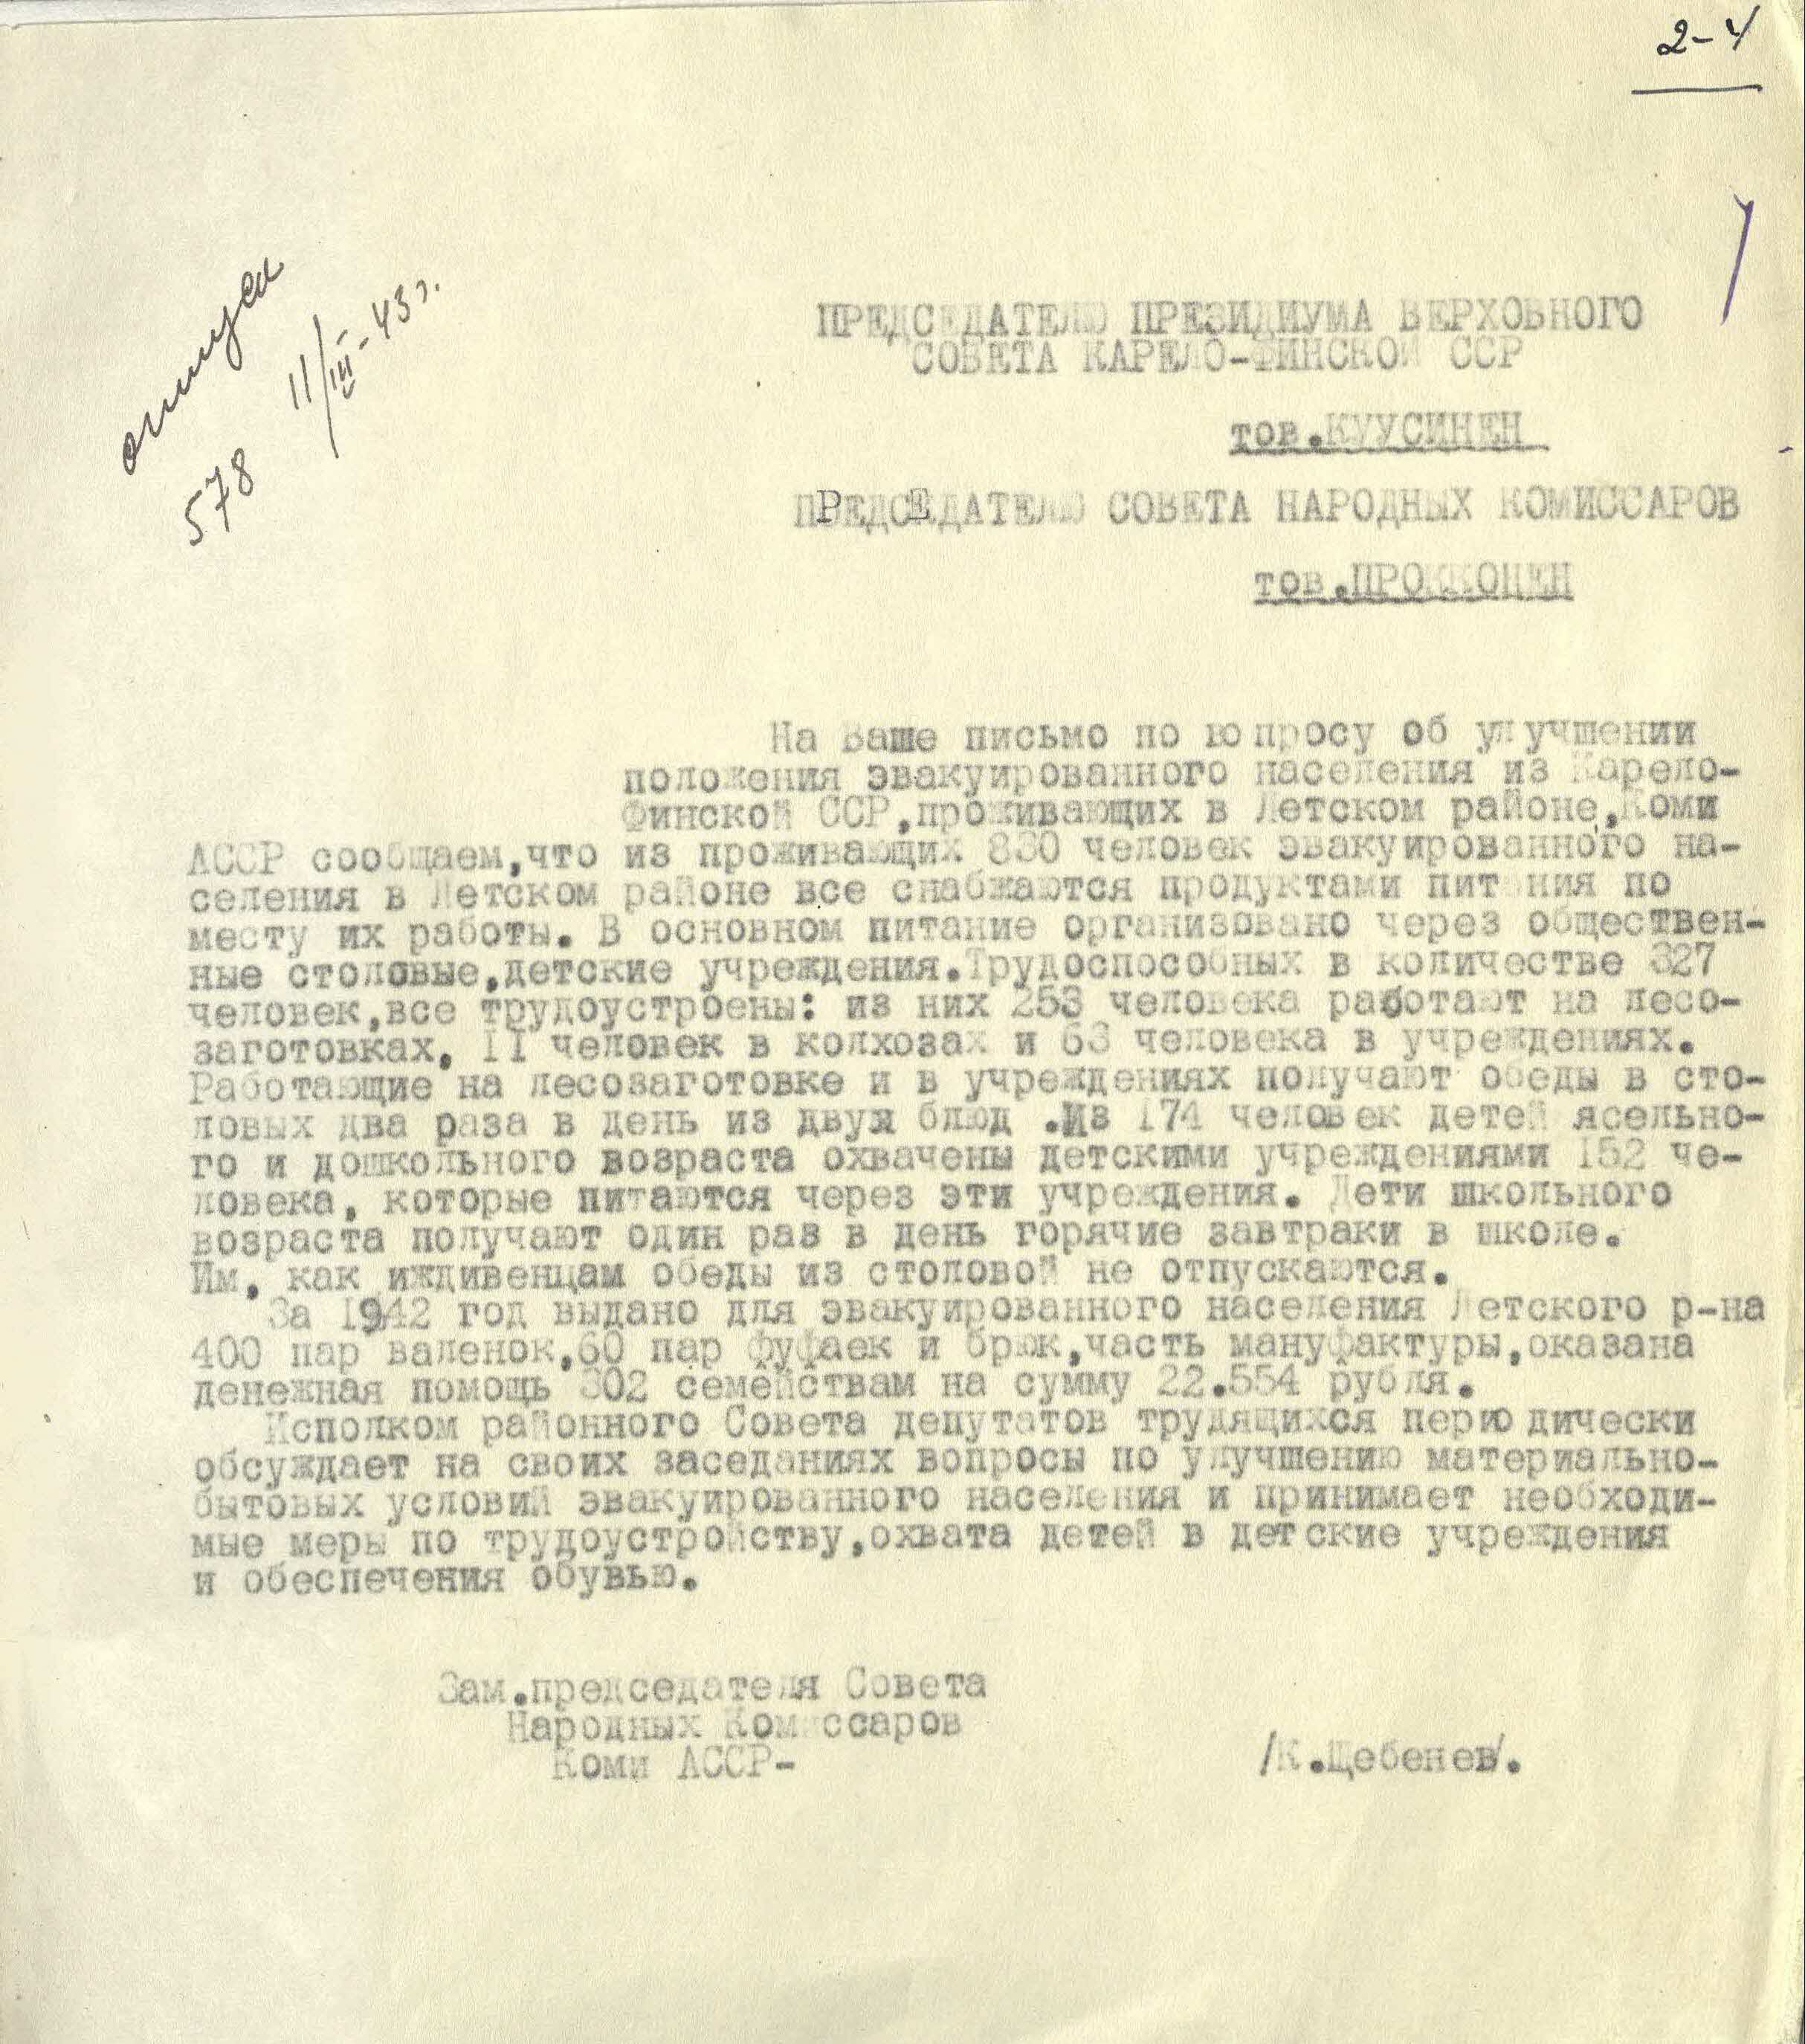 2-4
отпуск
578 11/III-43 г.
ПРЕДСЕДАТЕЛЮ ПРЕЗИДИУМА ВЕРХОВНОГО
СОВЕТА КАРЕЛО-ФИНСКОЙ ССР
тов.КУУСИНЕН
ПРЕДСЕДАТЕЛЮ СОВЕТА НАРОДНЫХ КОМИССАРОВ
тов.ПРОККОНЕН
На Ваше письмо по вопросу об улучшении
положения эвакуированного населения из Карело-
Финской ССР,проживающих в Летском районе,Коми
АССР сообщаем,что из проживающих 830 человек эвакуированного на-
селения в Летском районе все снабжаются продуктами питания по
месту их работы. В основном питание организовано через обществен-
ные столовые,детские учреждения.Трудоспособных в количестве 327
человек,все трудоустроены: из них 253 человека работают на лесо-
заготовках, II человек в колхозах и 63 человека в учреждениях.
Работающие на лесозаготовке и в учреждениях получают обеды в сто-
ловых два раза в день из двух блюд .Из 174 человек детей ясельно-
го и дошкольного возраста охвачены детскими учреждениями 152 че-
ловека, которые питаются через эти учреждения. Дети школьного
возраста получают один раз в день горячие завтраки в школе.
Им, как иждивенцам обеды из столовой не отпускаются.
За 1942 год выдано для эвакуированного населения Летского р-на
400 пар валенок,60 пар фуфаек и брюк,часть мануфактуры,оказана
денежная помощь 302 семействам на сумму 22.554 рубля.
Исполком районного Совета депутатов трудящихся периодически
обсуждает на своих заседаниях вопросы по улучшению материально-
бытовых условий эвакуированного населения и принимает необходи-
мые меры по трудоустройству,охвата детей в детские учреждения
и обеспечения обувью.
Зам.председателя Совета
Народных Комиссаров
Коми АССР- /К.Щебенев/.